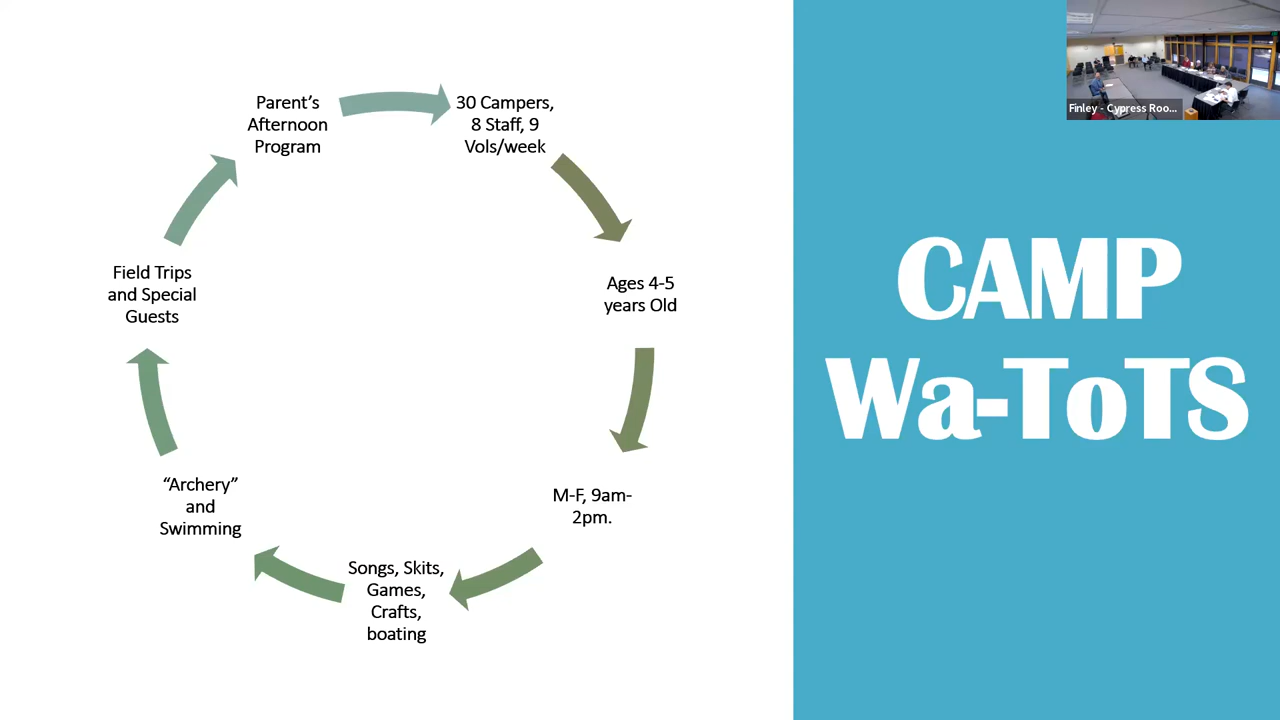 Parent’s
Afternoon
Program
30 Campers,
8 Staff, 9
Vols/week
Ages 4-5
years Old
M-F, 9am-
2pm.
Songs, Skits,
Games,
Crafts,
boating
“Archery”
and
Swimming
Field Trips
and Special
Guests
CAMP
Wa-ToTS
Finley - Cypress Roo...